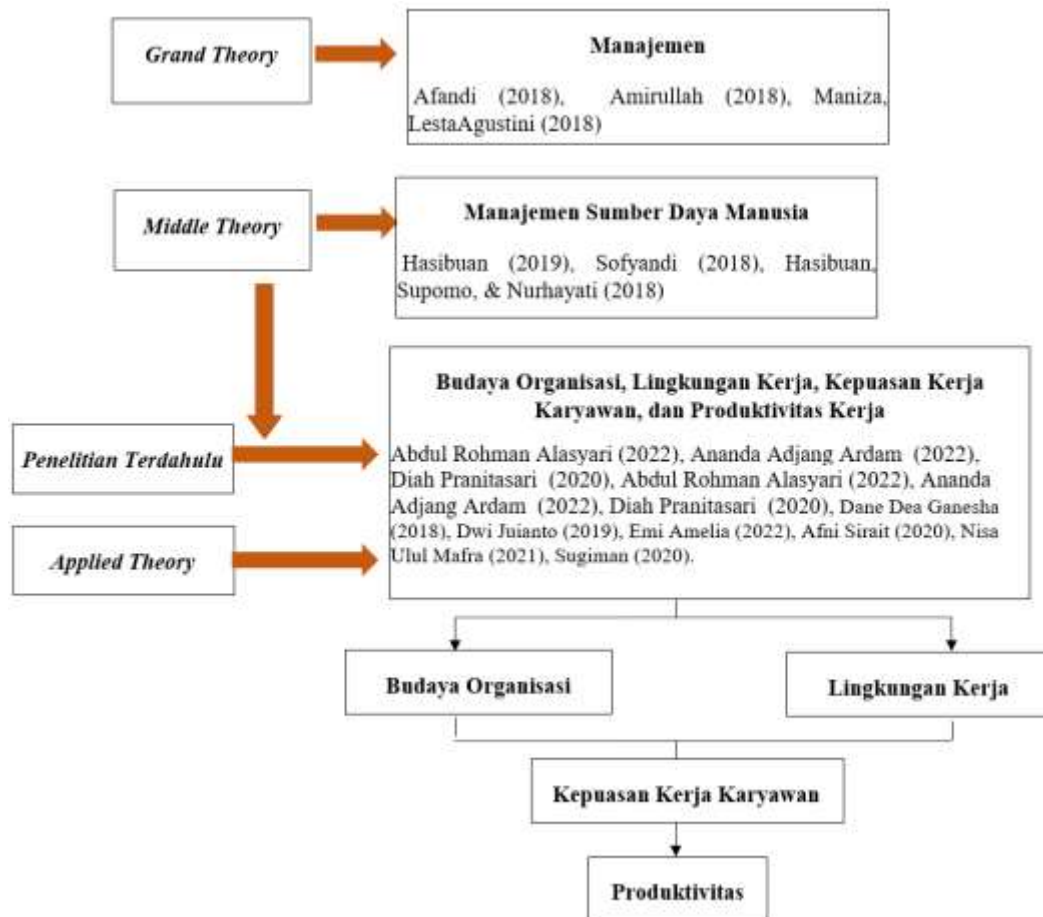 Grand Theory
Manajemen
Afandi (2018), Amirullah (2018), Maniza,
LestaAgustini (2018)
Middle Theory
Manajemen Sumber Daya Manusia
Hasibuan (2019), Sofyandi (2018), Hasibuan,
Supomo, & Nurhayati (2018)
Penelitian Terdahulu
Applied Theory
Budaya Organisasi, Lingkungan Kerja, Kepuasan Kerja
Karyawan, dan Produktivitas Kerja
Abdul Rohman Alasyari (2022), Ananda Adjang Ardam (2022),
Diah Pranitasari (2020), Abdul Rohman Alasyari (2022), Ananda
Adjang Ardam (2022), Diah Pranitasari (2020), Dane Dea Ganesha
(2018), Dwi Juianto (2019), Emi Amelia (2022), Afni Sirait (2020), Nisa
Ulul Mafra (2021), Sugiman (2020).
Budaya Organisasi
Lingkungan Kerja
Kepuasan Kerja Karyawan
Produktivitas